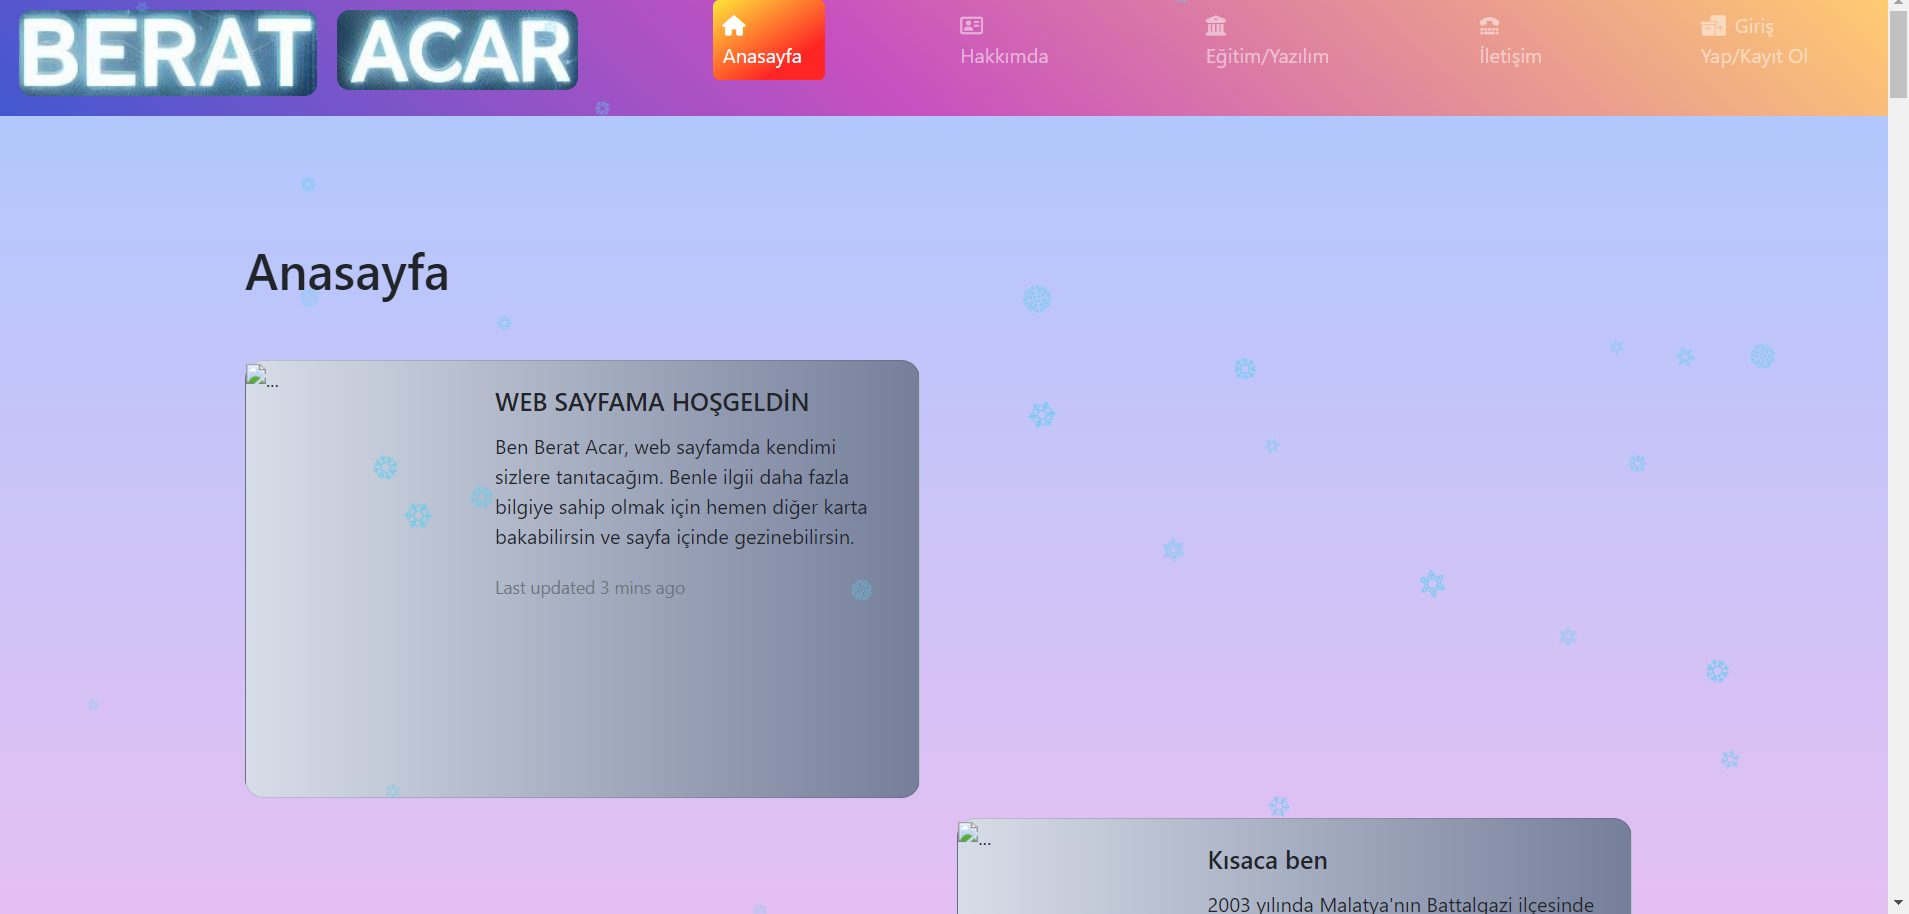 BERAT ACAR
Anasayfa
Hakkımda
Eğitim/Yazılım
İletişim
Giriş
Yap/Kayıt Ol
Anasayfa
...
WEB SAYFAMA HOŞGELDİN
Ben Berat Acar, web sayfamda kendimi
sizlere tanıtacağım. Benle ilgii daha fazla
bilgiye sahip olmak için hemen diğer karta
bakabilirsin ve sayfa içinde gezinebilirsin.
Last updated 3 mins ago
...
Kısaca ben
2003 yılında Malatya'nın Battalgazi ilçesinde